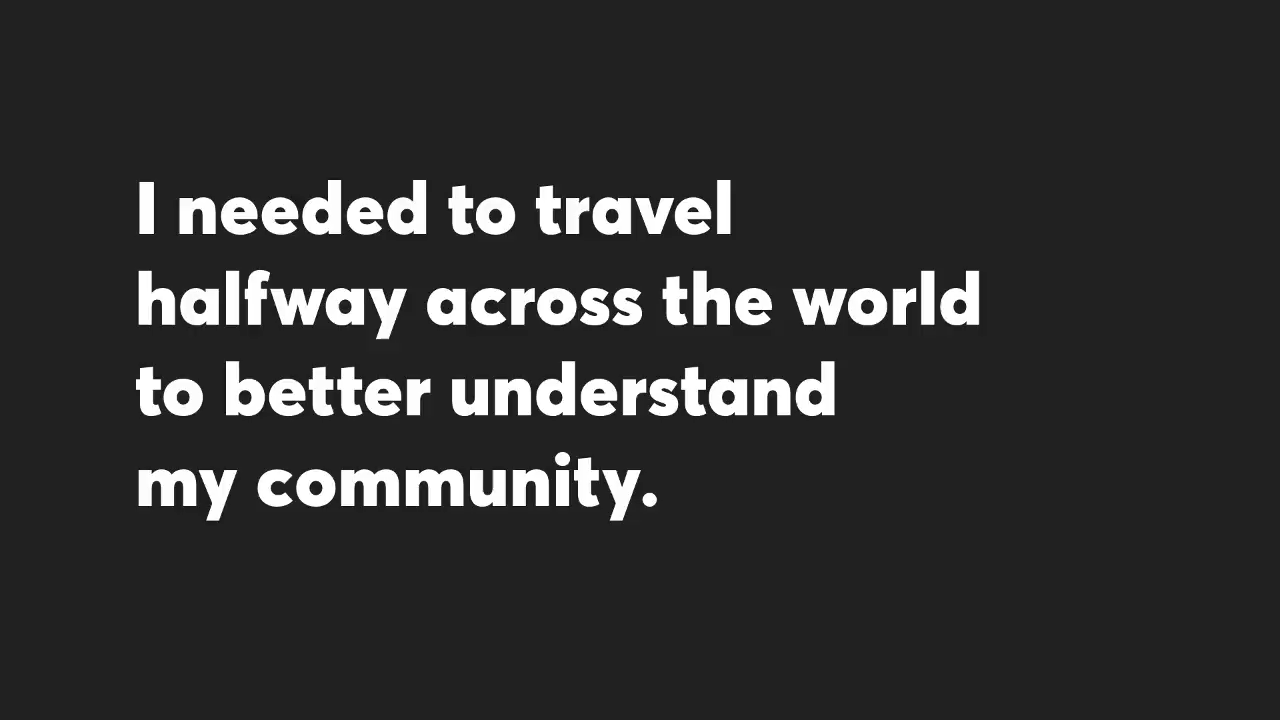 I needed to travel
halfway across the world
to better understand
my community.